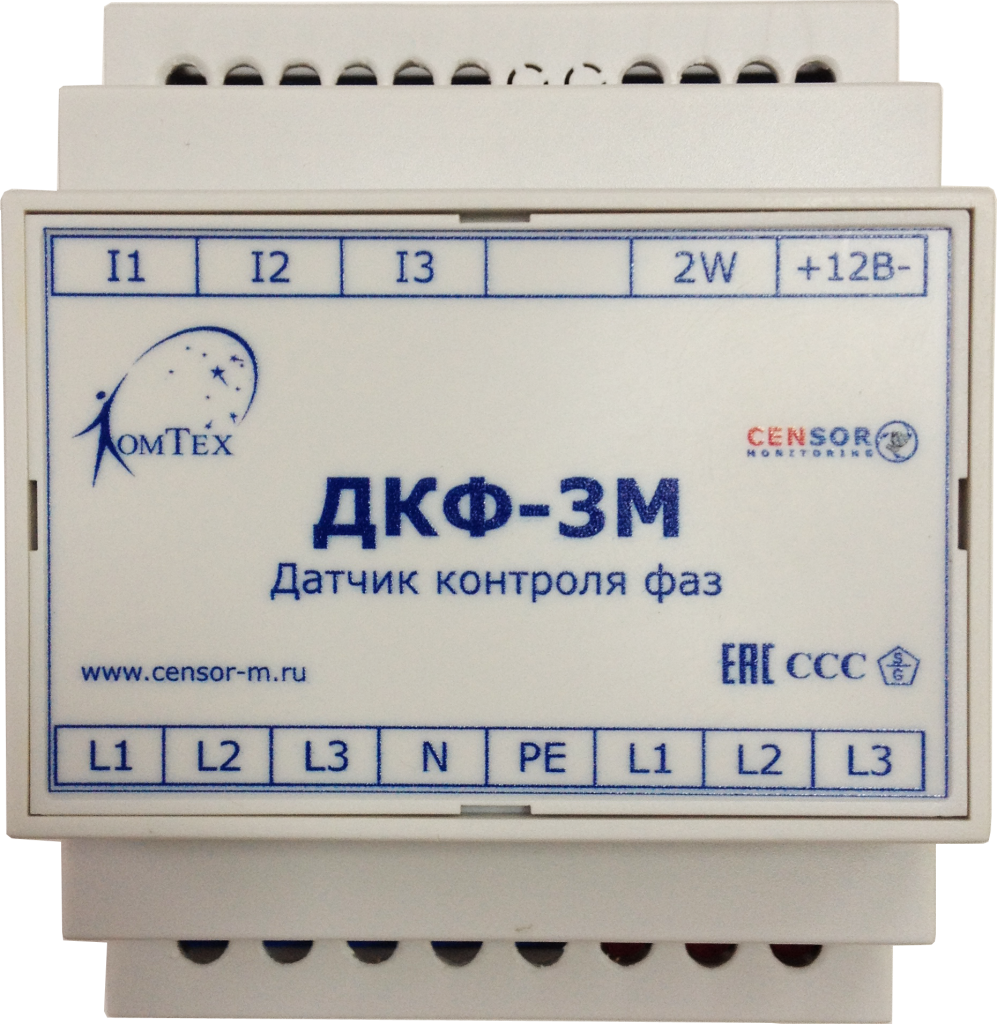 I1 I2 I3 2W +12В-
КОМТЕХ
CENSOR
MONITORING
ДКФ-3М
Датчик контроля фаз
www.censor-m.ru
EAC ССС S G
L1 L2 L3 N PE L1 L2 L3